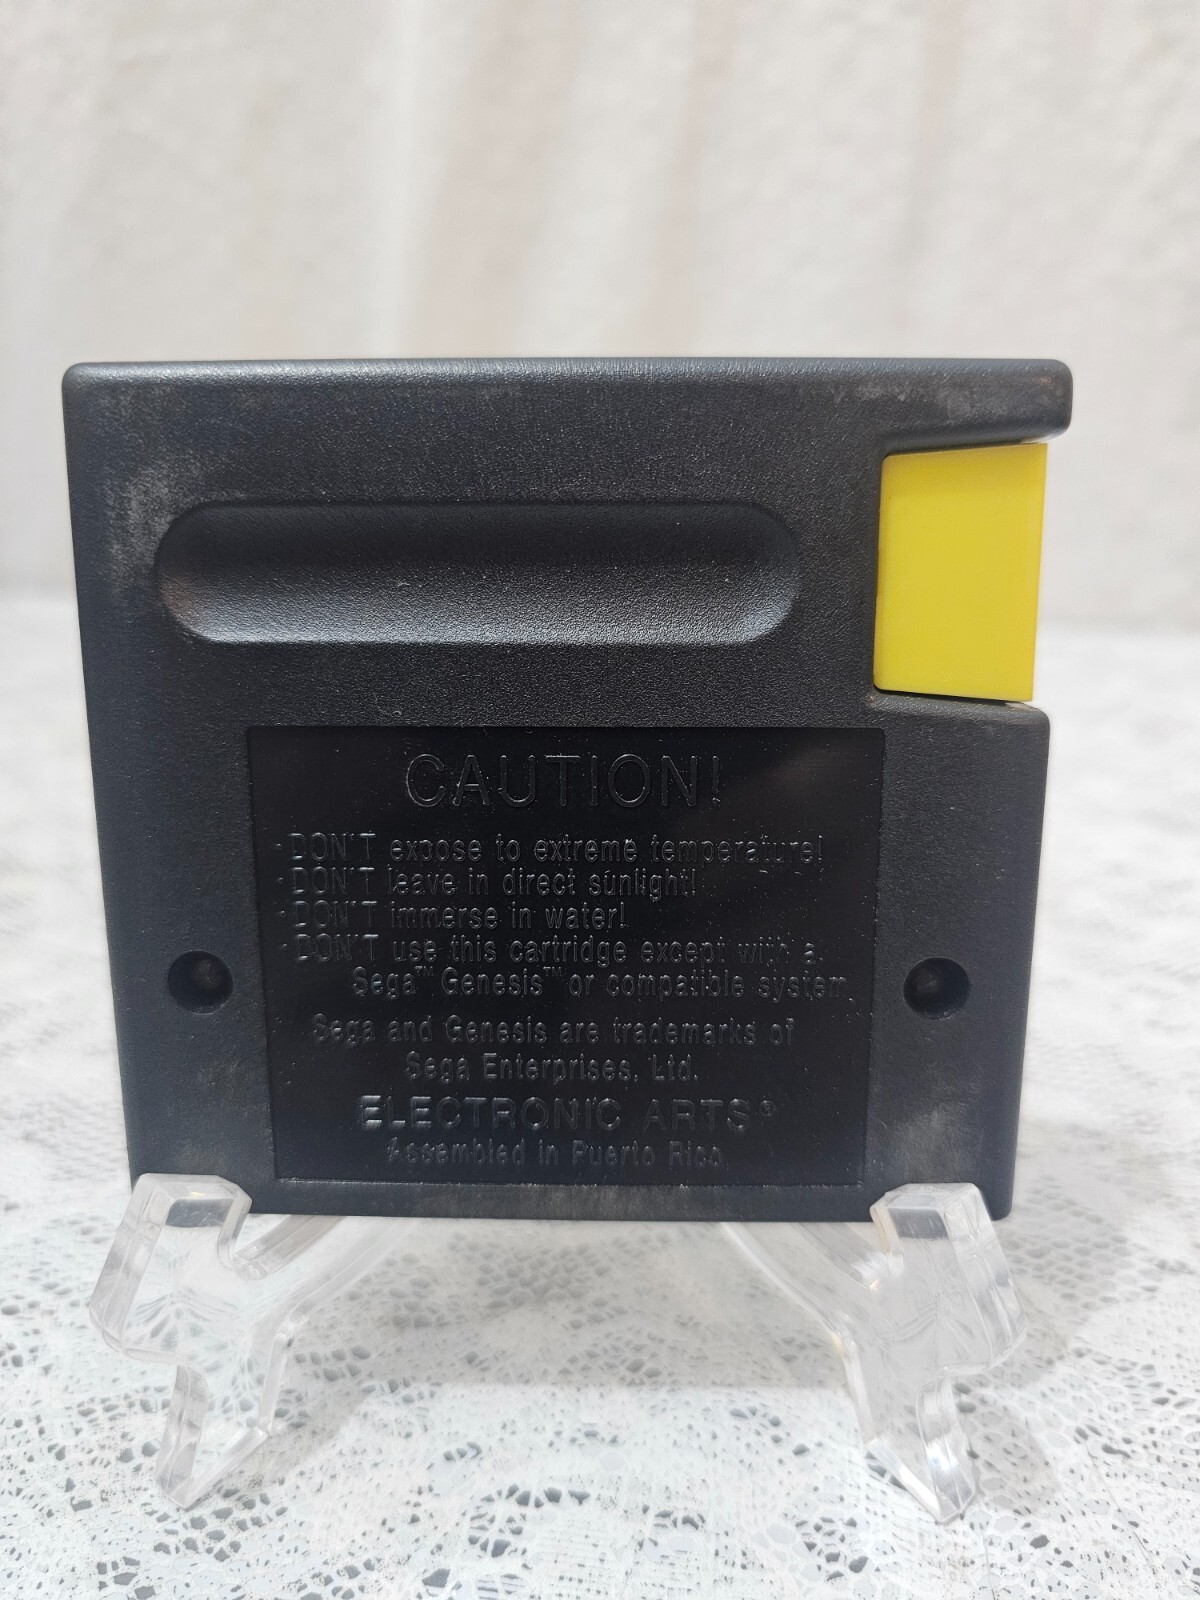 CAUTION!
·DON'T expose to extreme temperature!
·DON'T leave in direct sunlight!
·DON'T immerse in water!
·DON'T use this cartridge except with a
Sega™ Genesis™ or compatible system.
Sega and Genesis are trademarks of
Sega Enterprises, Ltd.
ELECTRONIC ARTS®
Assembled in Puerto Rico